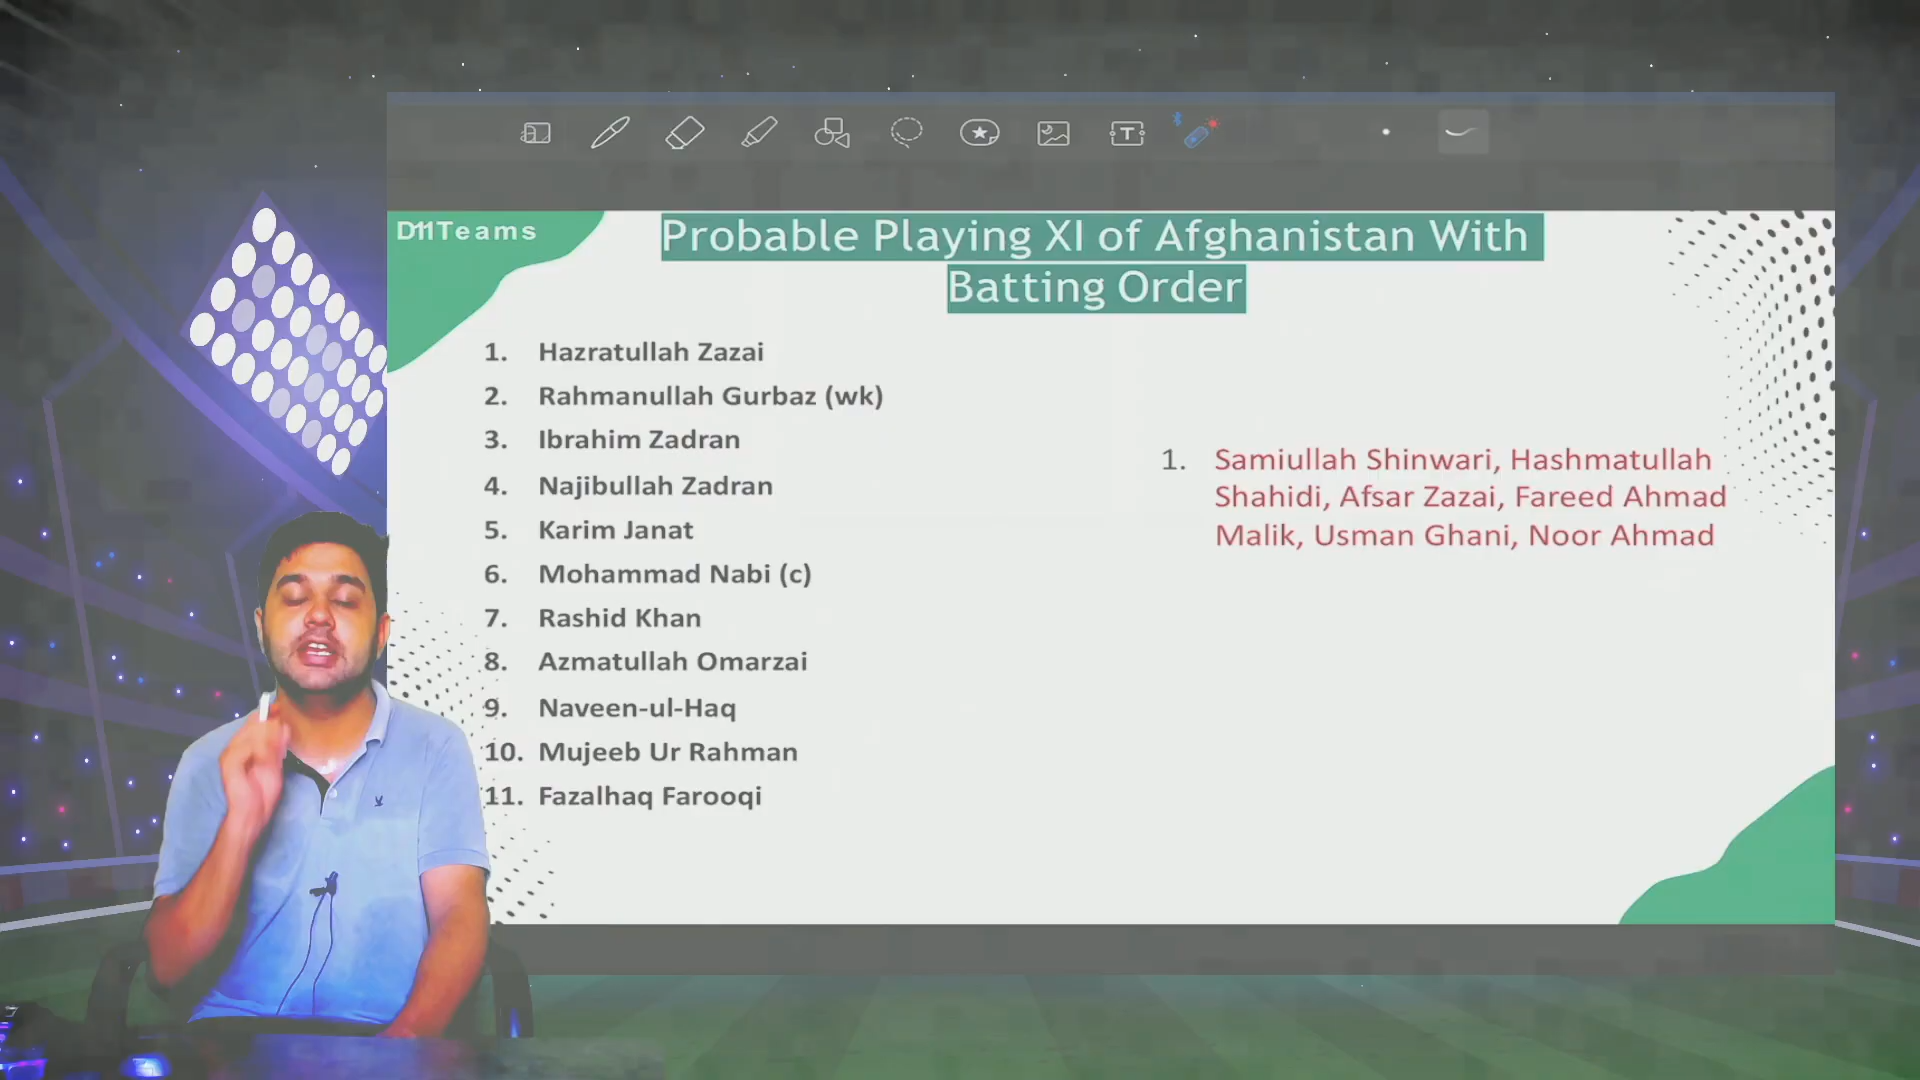 D11Teams
Probable Playing XI of Afghanistan With
Batting Order
1. Hazratullah Zazai
2. Rahmanullah Gurbaz (wk)
3. Ibrahim Zadran
4. Najibullah Zadran
5. Karim Janat
6. Mohammad Nabi (c)
7. Rashid Khan
8. Azmatullah Omarzai
9. Naveen-ul-Haq
10. Mujeeb Ur Rahman
11. Fazalhaq Farooqi
1. Samiullah Shinwari, Hashmatullah
Shahidi, Afsar Zazai, Fareed Ahmad
Malik, Usman Ghani, Noor Ahmad